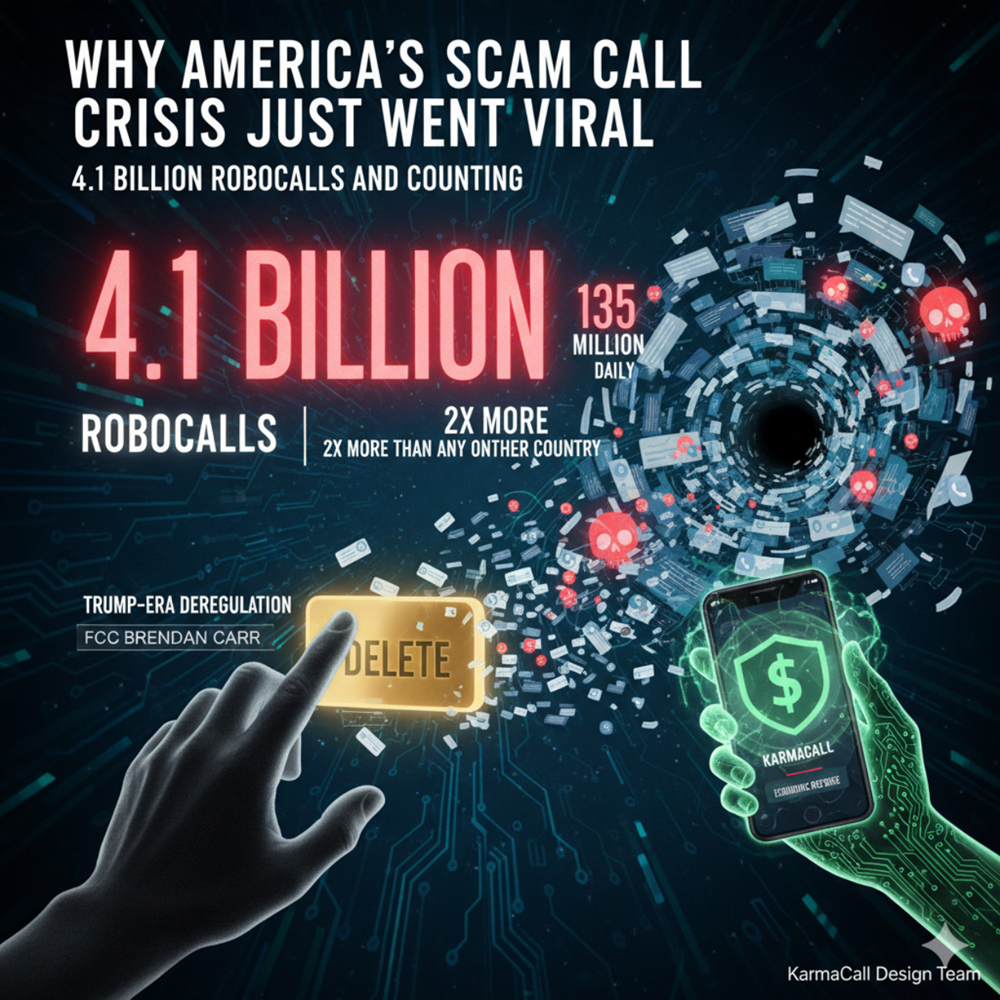 WHY AMERICA'S SCAM CALL
CRISIS JUST WENT VIRAL
4.1 BILLION ROBOCALLS AND COUNTING
4.1 BILLION
135
MILLION
DAILY
ROBOCALLS
2X MORE
2X MORE THAN ANY ONTHER COUNTRY
TRUMP-ERA DEREGULATION
FCC BRENDAN CARR
DELETE
$
KARMACALL
KarmaCall Design Team